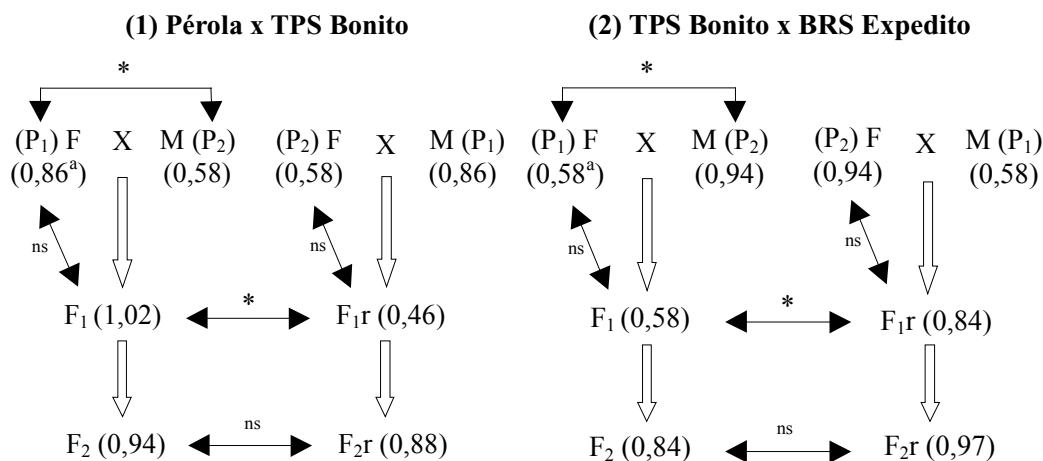 (1) Pérola x TPS Bonito
*
(P₁) F X M (P₂) (P₂) F X M (P₁)
(0,86ᵃ) (0,58) (0,58) (0,86)
ns ns
F₁ (1,02) * F₁r (0,46)
F₂ (0,94) ns F₂r (0,88)
(2) TPS Bonito x BRS Expedito
*
(P₁) F X M (P₂) (P₂) F X M (P₁)
(0,58ᵃ) (0,94) (0,94) (0,58)
ns ns
F₁ (0,58) * F₁r (0,84)
F₂ (0,84) ns F₂r (0,97)